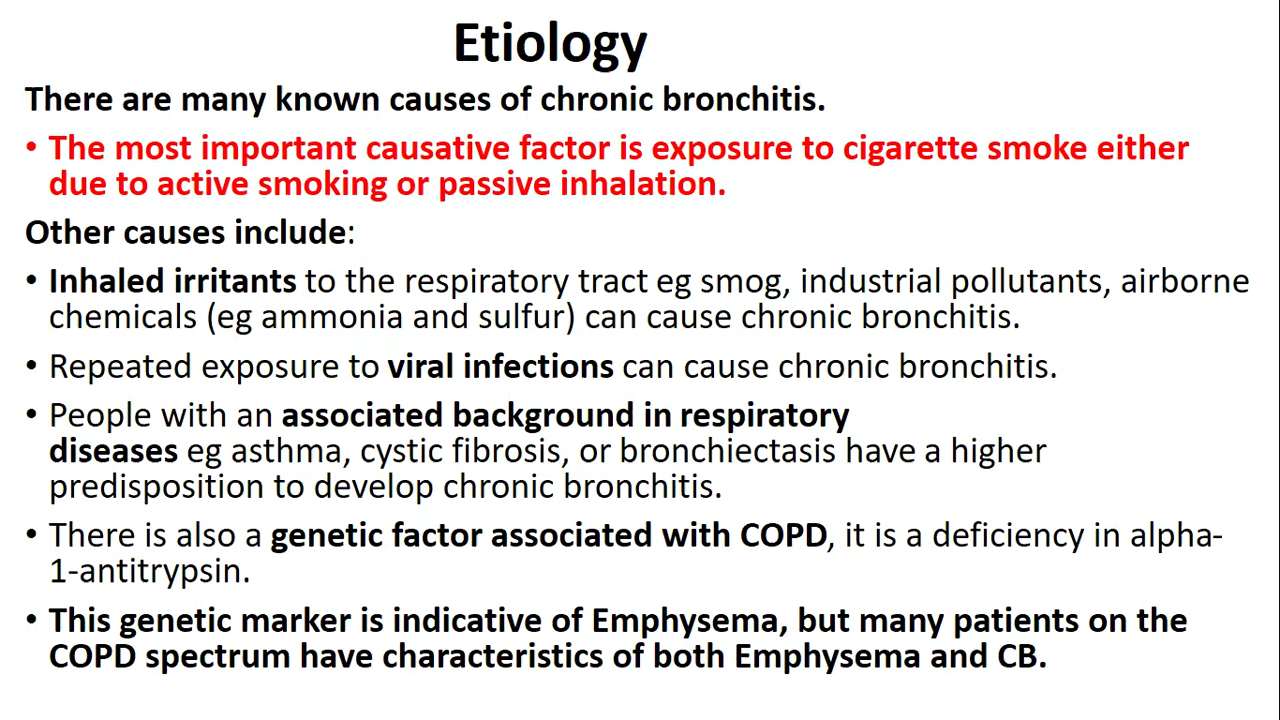 Etiology
There are many known causes of chronic bronchitis.
• The most important causative factor is exposure to cigarette smoke either
due to active smoking or passive inhalation.
Other causes include:
• Inhaled irritants to the respiratory tract eg smog, industrial pollutants, airborne
chemicals (eg ammonia and sulfur) can cause chronic bronchitis.
• Repeated exposure to viral infections can cause chronic bronchitis.
• People with an associated background in respiratory
diseases eg asthma, cystic fibrosis, or bronchiectasis have a higher
predisposition to develop chronic bronchitis.
• There is also a genetic factor associated with COPD, it is a deficiency in alpha-
1-antitrypsin.
• This genetic marker is indicative of Emphysema, but many patients on the
COPD spectrum have characteristics of both Emphysema and CB.